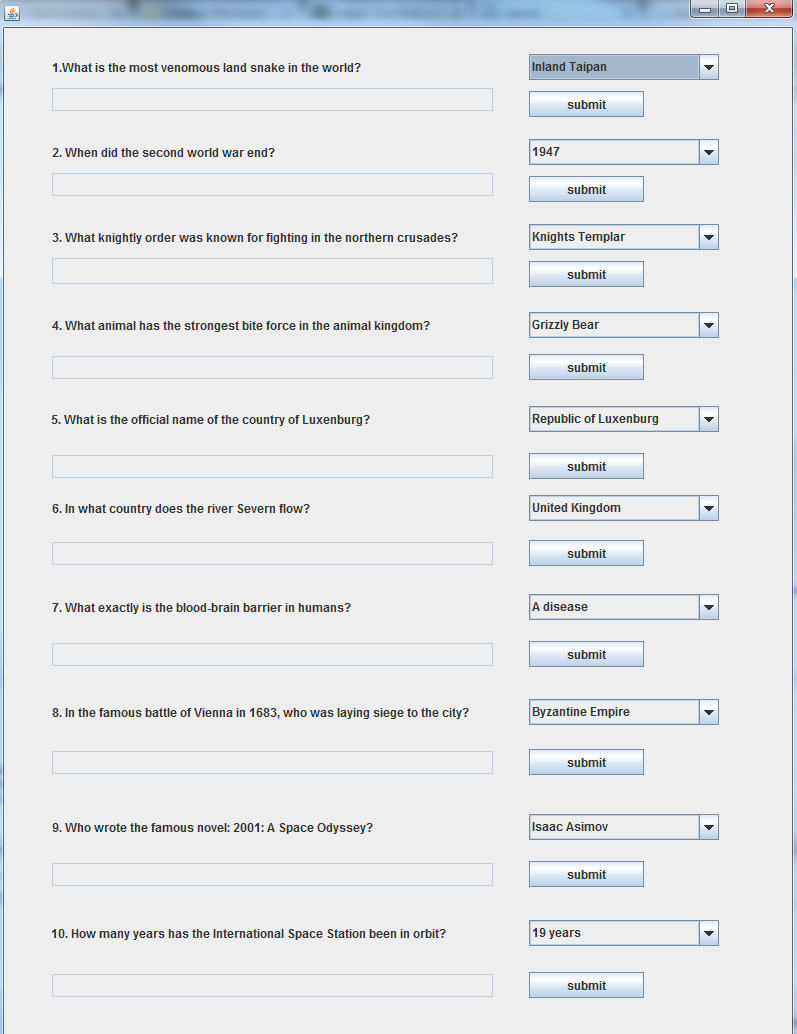 1.What is the most venomous land snake in the world?
Inland Taipan
submit
2. When did the second world war end?
1947
submit
3. What knightly order was known for fighting in the northern crusades?
Knights Templar
submit
4. What animal has the strongest bite force in the animal kingdom?
Grizzly Bear
submit
5. What is the official name of the country of Luxenburg?
Republic of Luxenburg
submit
6. In what country does the river Severn flow?
United Kingdom
submit
7. What exactly is the blood-brain barrier in humans?
A disease
submit
8. In the famous battle of Vienna in 1683, who was laying siege to the city?
Byzantine Empire
submit
9. Who wrote the famous novel: 2001: A Space Odyssey?
Isaac Asimov
submit
10. How many years has the International Space Station been in orbit?
19 years
submit